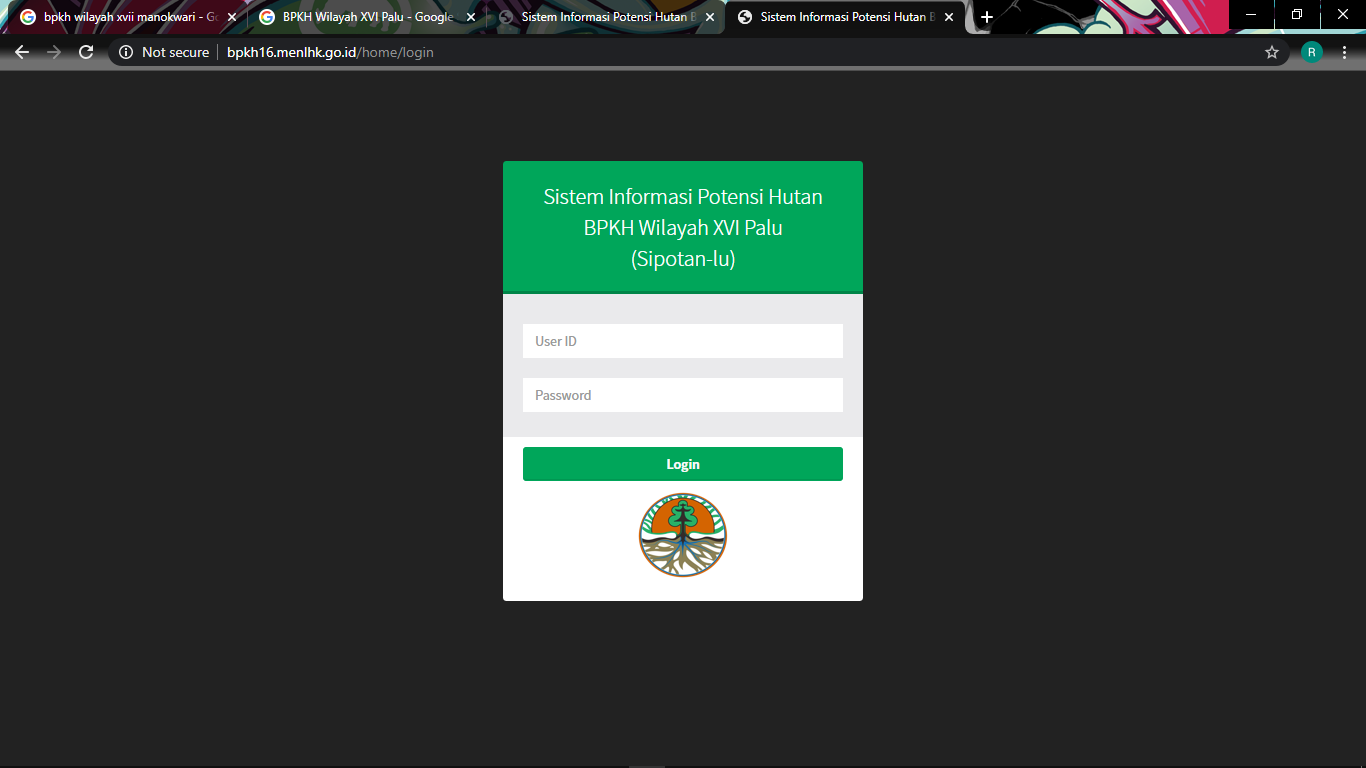 bpkh wilayah xvii manokwari - Go
BPKH Wilayah XVI Palu - Google
Sistem Informasi Potensi Hutan B
Sistem Informasi Potensi Hutan B
Not secure
bpkh16.menlhk.go.id/home/login
R
Sistem Informasi Potensi Hutan
BPKH Wilayah XVI Palu
(Sipotan-lu)
User ID
Password
Login